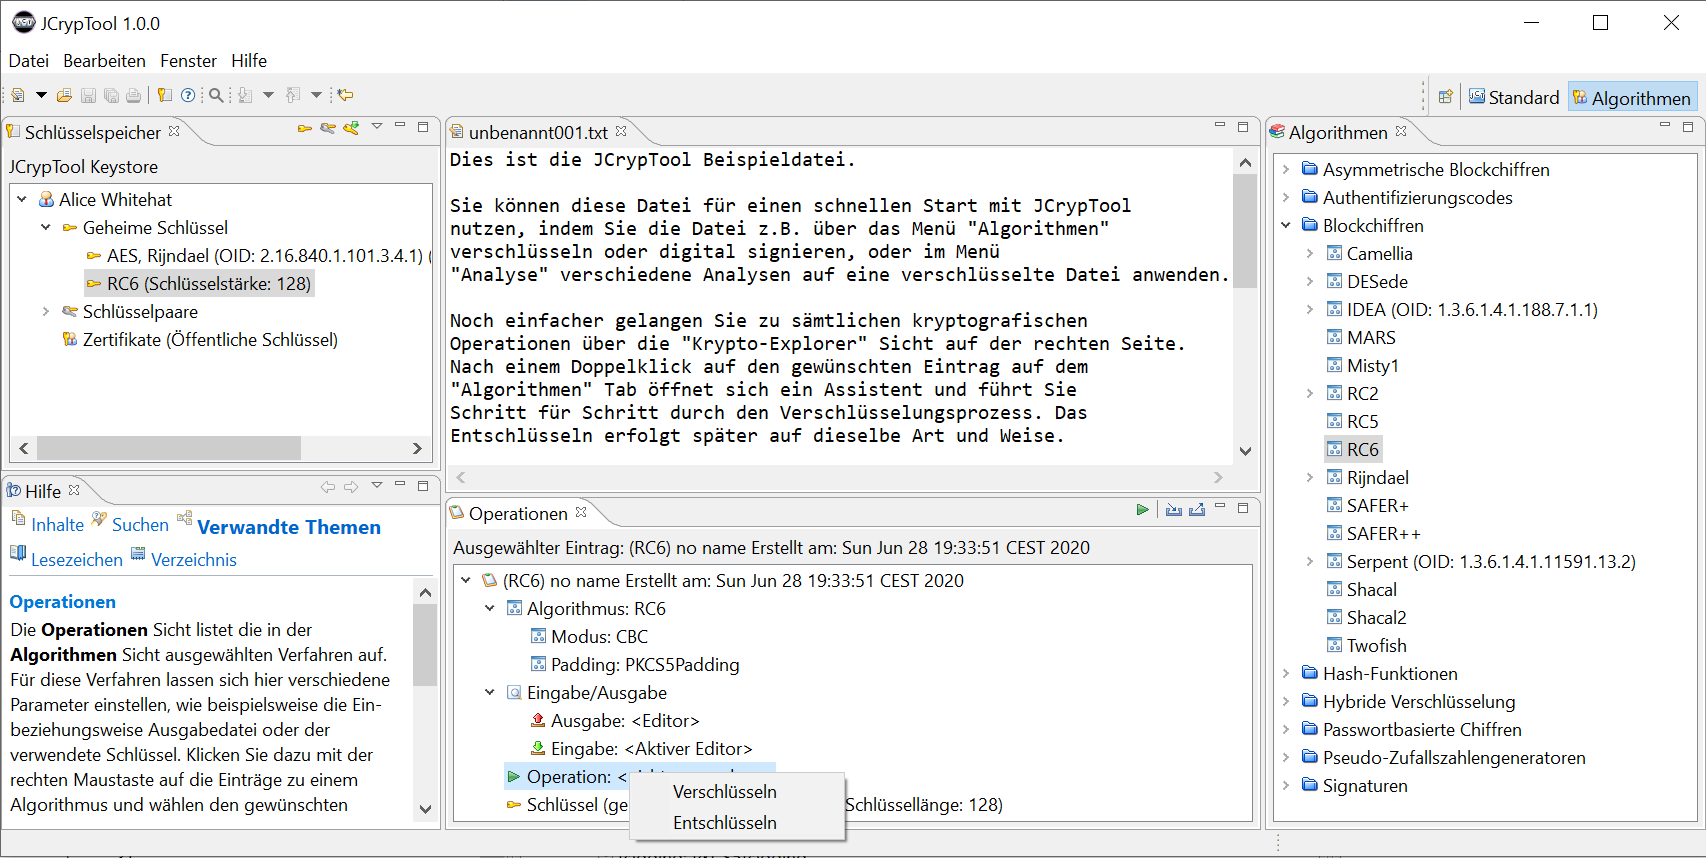 JCrypTool 1.0.0
Datei Bearbeiten Fenster Hilfe
Standard Algorithmen
Schlüsselspeicher
JCrypTool Keystore
Alice Whitehat
Geheime Schlüssel
AES, Rijndael (OID: 2.16.840.1.101.3.4.1) (
RC6 (Schlüsselstärke: 128)
Schlüsselpaare
Zertifikate (Öffentliche Schlüssel)
Hilfe
Inhalte Suchen Verwandte Themen
Lesezeichen Verzeichnis
Operationen
Die Operationen Sicht listet die in der
Algorithmen Sicht ausgewählten Verfahren auf.
Für diese Verfahren lassen sich hier verschiedene
Parameter einstellen, wie beispielsweise die Ein-
beziehungsweise Ausgabedatei oder der
verwendete Schlüssel. Klicken Sie dazu mit der
rechten Maustaste auf die Einträge zu einem
Algorithmus und wählen den gewünschten
unbenannt001.txt
Dies ist die JCrypTool Beispieldatei.
Sie können diese Datei für einen schnellen Start mit JCrypTool
nutzen, indem Sie die Datei z.B. über das Menü "Algorithmen"
verschlüsseln oder digital signieren, oder im Menü
"Analyse" verschiedene Analysen auf eine verschlüsselte Datei anwenden.
Noch einfacher gelangen Sie zu sämtlichen kryptografischen
Operationen über die "Krypto-Explorer" Sicht auf der rechten Seite.
Nach einem Doppelklick auf den gewünschten Eintrag auf dem
"Algorithmen" Tab öffnet sich ein Assistent und führt Sie
Schritt für Schritt durch den Verschlüsselungsprozess. Das
Entschlüsseln erfolgt später auf dieselbe Art und Weise.
Operationen
Ausgewählter Eintrag: (RC6) no name Erstellt am: Sun Jun 28 19:33:51 CEST 2020
(RC6) no name Erstellt am: Sun Jun 28 19:33:51 CEST 2020
Algorithmus: RC6
Modus: CBC
Padding: PKCS5Padding
Eingabe/Ausgabe
Ausgabe: <Editor>
Eingabe: <Aktiver Editor>
Operation: <
Schlüssel (ge Schlüssellänge: 128)
Verschlüsseln
Entschlüsseln
Algorithmen
Asymmetrische Blockchiffren
Authentifizierungscodes
Blockchiffren
Camellia
DESede
IDEA (OID: 1.3.6.1.4.1.188.7.1.1)
MARS
Misty1
RC2
RC5
RC6
Rijndael
SAFER+
SAFER++
Serpent (OID: 1.3.6.1.4.1.11591.13.2)
Shacal
Shacal2
Twofish
Hash-Funktionen
Hybride Verschlüsselung
Passwortbasierte Chiffren
Pseudo-Zufallszahlengeneratoren
Signaturen